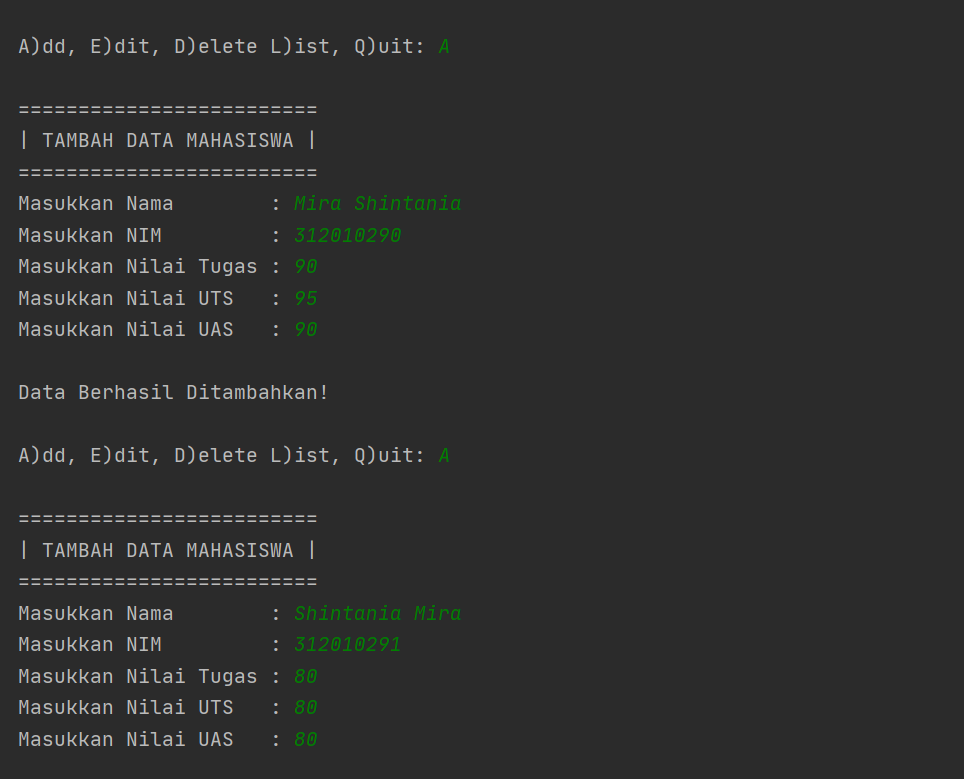 A)dd, E)dit, D)elete L)ist, Q)uit: A
=========================
| TAMBAH DATA MAHASISWA |
=========================
Masukkan Nama        : Mira Shintania
Masukkan NIM         : 312010290
Masukkan Nilai Tugas : 90
Masukkan Nilai UTS   : 95
Masukkan Nilai UAS   : 90
Data Berhasil Ditambahkan!
A)dd, E)dit, D)elete L)ist, Q)uit: A
=========================
| TAMBAH DATA MAHASISWA |
=========================
Masukkan Nama        : Shintania Mira
Masukkan NIM         : 312010291
Masukkan Nilai Tugas : 80
Masukkan Nilai UTS   : 80
Masukkan Nilai UAS   : 80